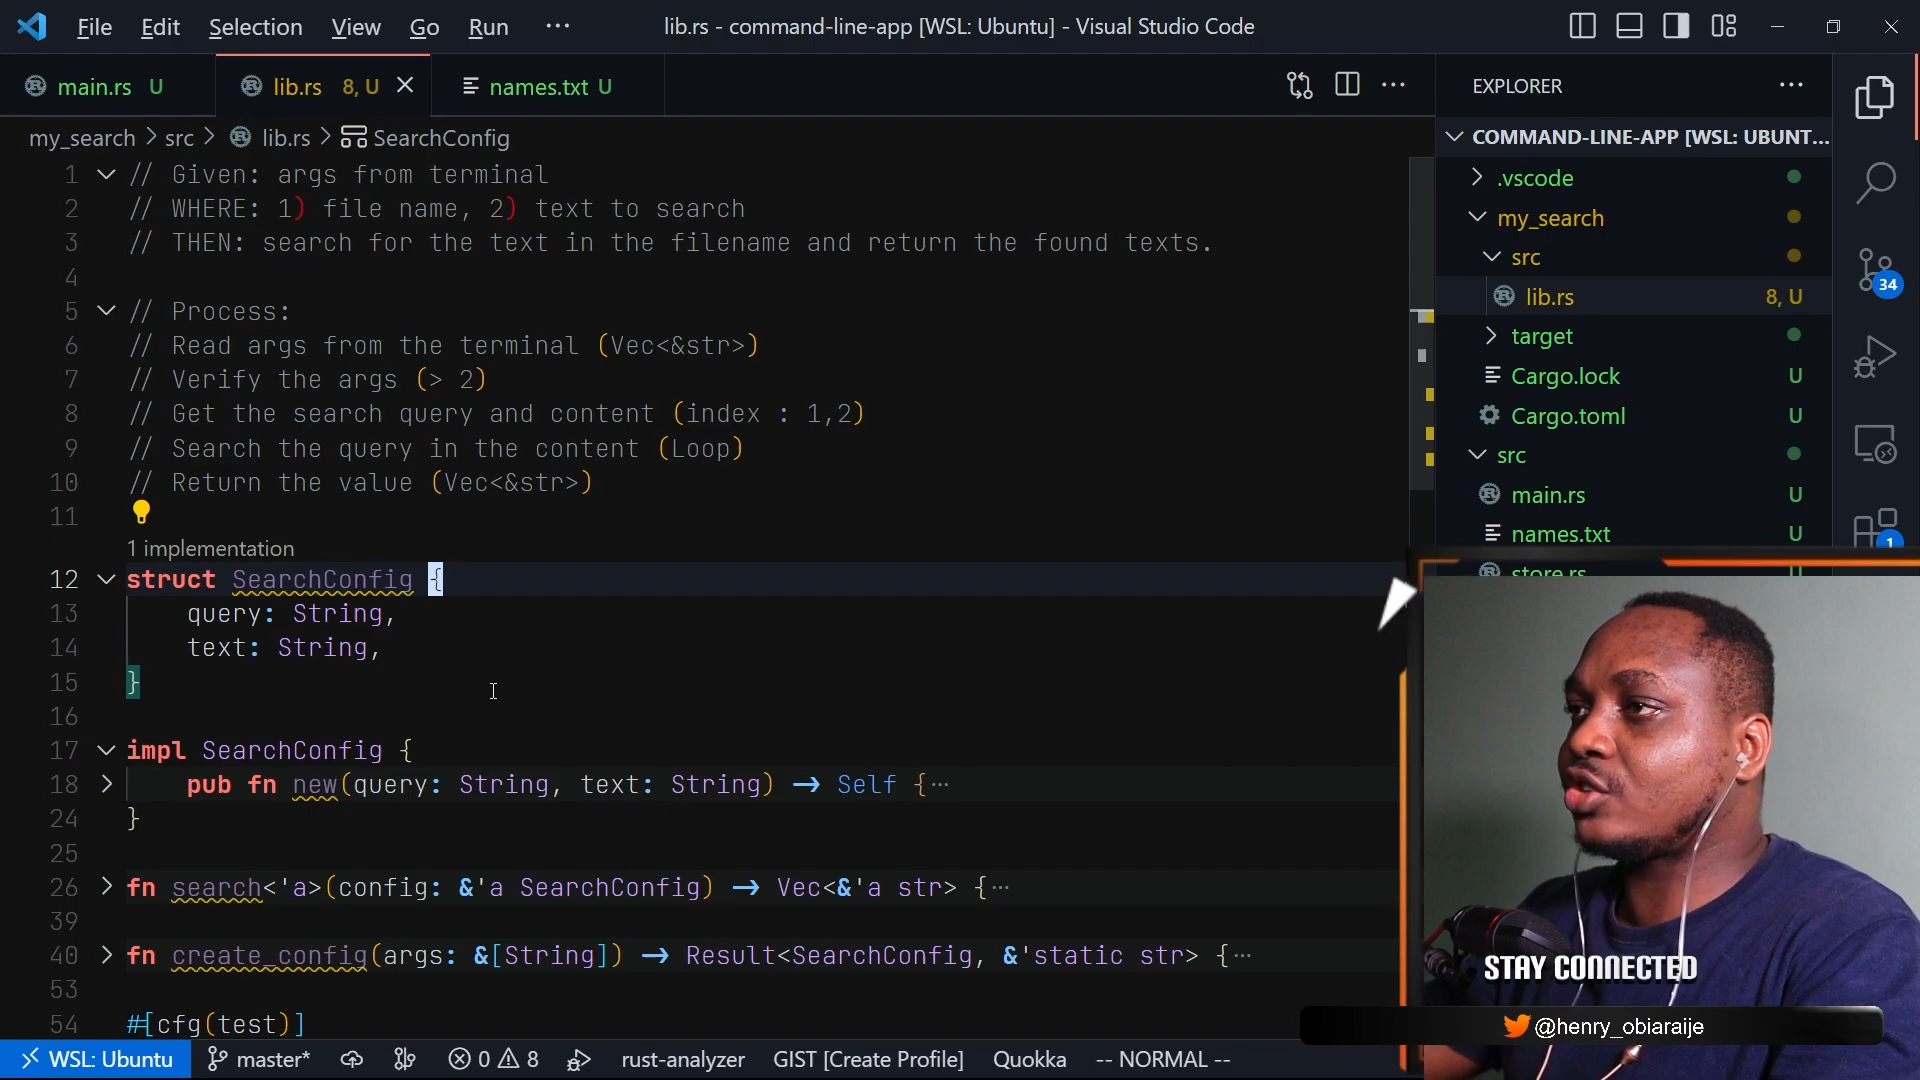 File Edit Selection View Go Run ··· lib.rs - command-line-app [WSL: Ubuntu] - Visual Studio Code
main.rs U lib.rs 8, U names.txt U
my_search > src > lib.rs > SearchConfig
1 // Given: args from terminal
2 // WHERE: 1) file name, 2) text to search
3 // THEN: search for the text in the filename and return the found texts.
4
5 // Process:
6 // Read args from the terminal (Vec<&str>)
7 // Verify the args (> 2)
8 // Get the search query and content (index : 1,2)
9 // Search the query in the content (Loop)
10 // Return the value (Vec<&str>)
11
1 implementation
12 struct SearchConfig {
13 query: String,
14 text: String,
15 }
16
17 impl SearchConfig {
18 pub fn new(query: String, text: String) → Self {···
24 }
25
26 fn search<'a>(config: &'a SearchConfig) → Vec<&'a str> {···
39
40 fn create_config(args: &[String]) → Result<SearchConfig, &'static str> {···
53
54 #[cfg(test)]
EXPLORER ···
COMMAND-LINE-APP [WSL: UBUNT...
.vscode
my_search
src
lib.rs 8, U
target
Cargo.lock U
Cargo.toml U
src
main.rs U
names.txt U
store.rs U
34
1
STAY CONNECTED
@henry_obiaraije
WSL: Ubuntu master* 0 8 rust-analyzer GIST [Create Profile] Quokka -- NORMAL --